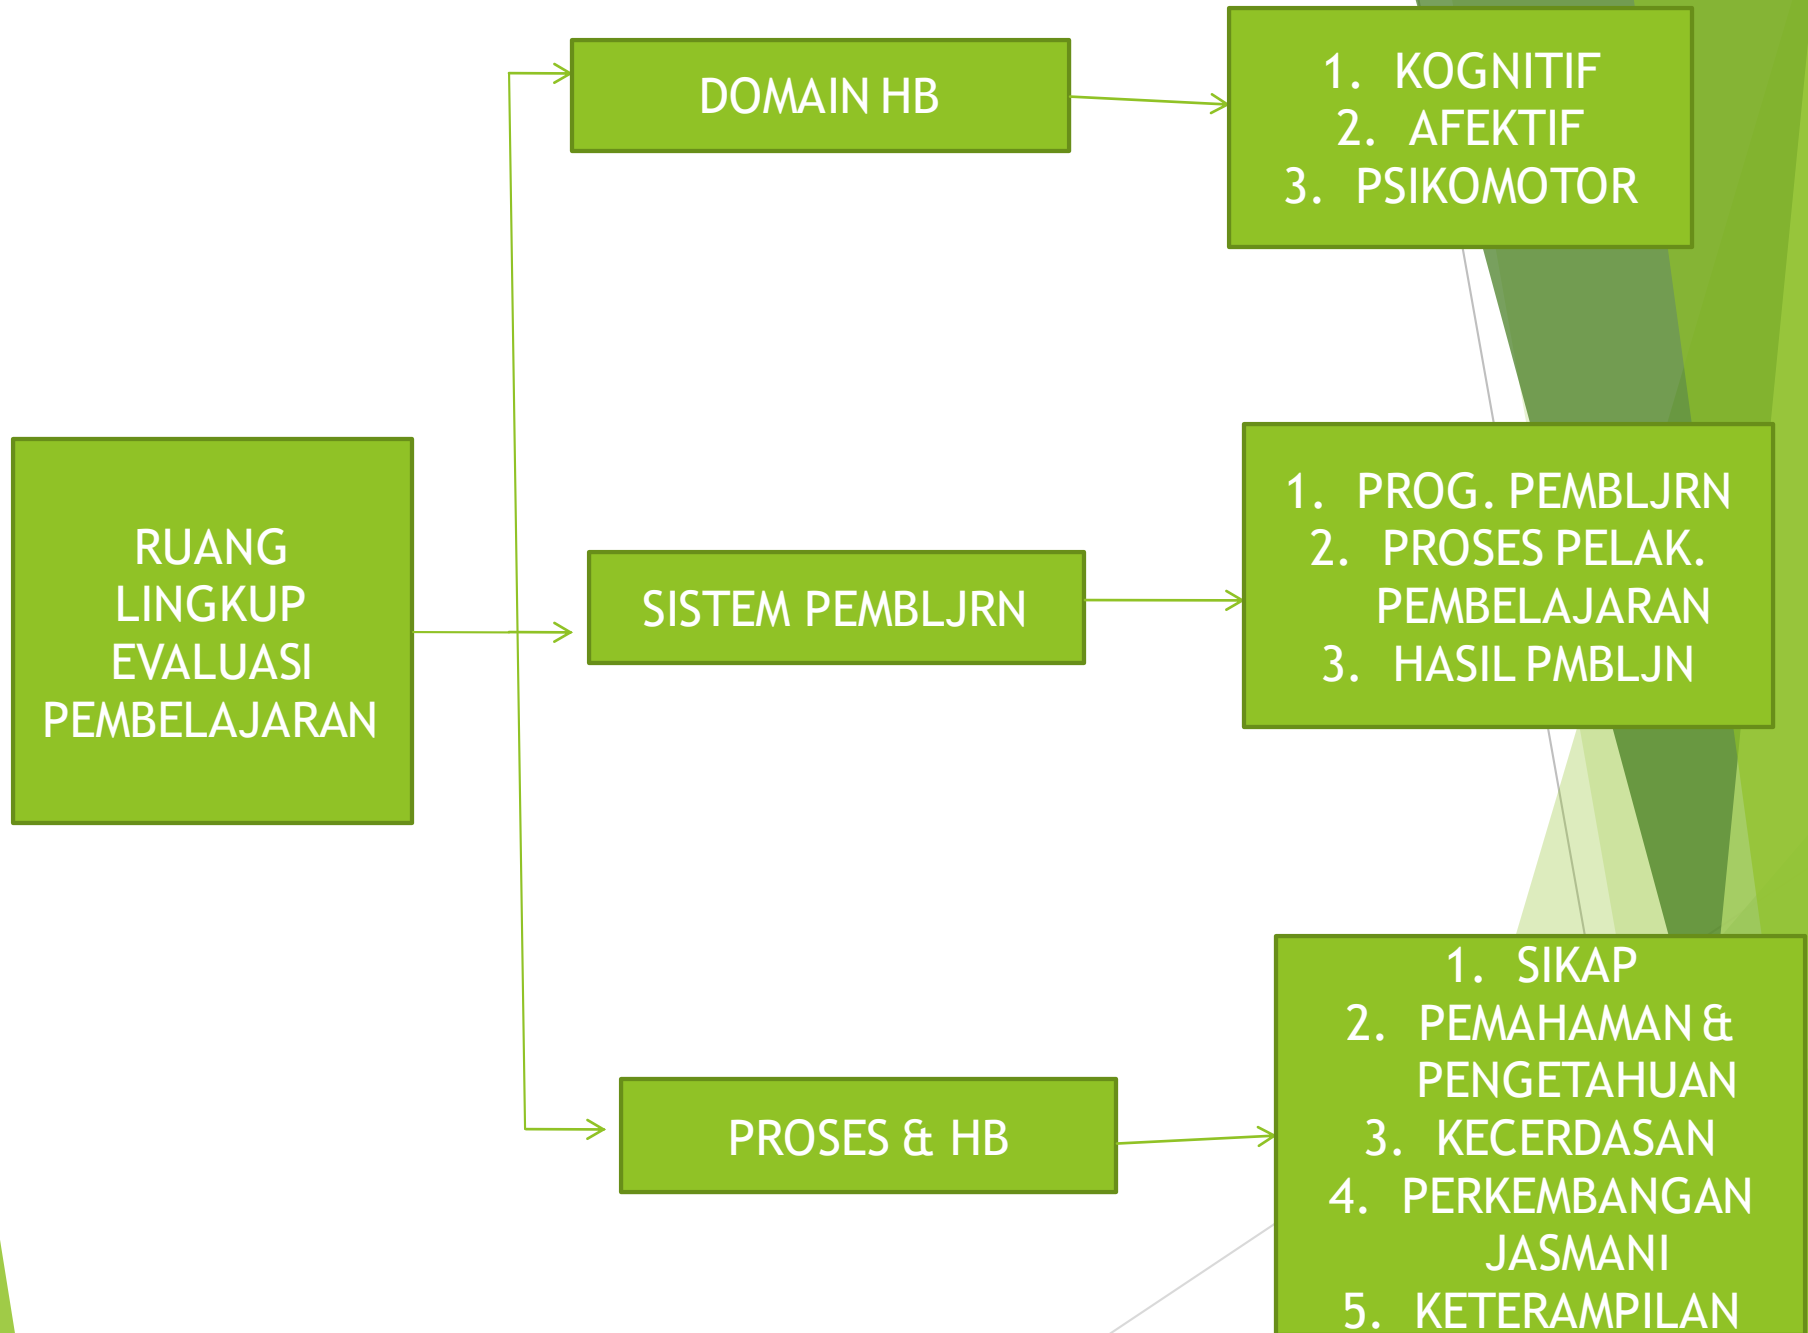 RUANG
LINGKUP
EVALUASI
PEMBELAJARAN
DOMAIN HB
1. KOGNITIF
2. AFEKTIF
3. PSIKOMOTOR
SISTEM PEMBLJRN
1. PROG. PEMBLJRN
2. PROSES PELAK.
PEMBELAJARAN
3. HASIL PMBLJN
PROSES & HB
1. SIKAP
2. PEMAHAMAN &
PENGETAHUAN
3. KECERDASAN
4. PERKEMBANGAN
JASMANI
5. KETERAMPILAN